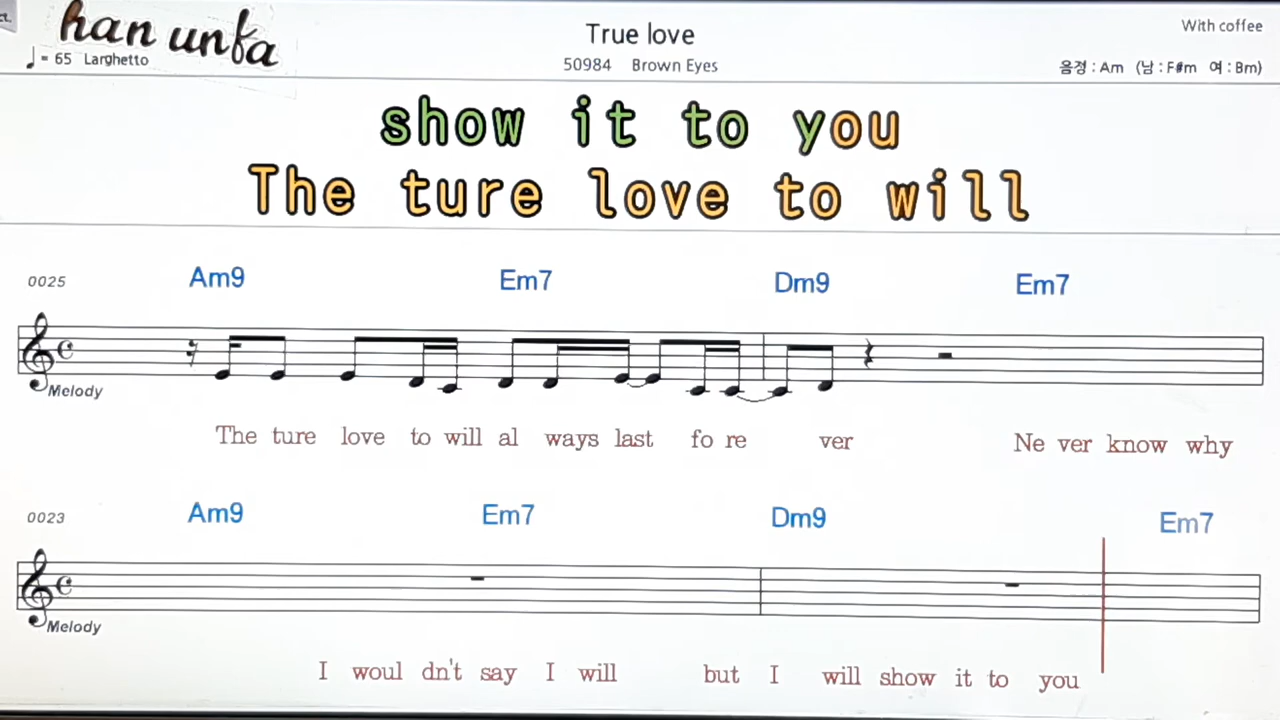 ct.
han unfa
True love
With coffee
♩= 65 Larghetto
50984 Brown Eyes
음정 : Am (남 : F#m 여 : Bm)
show it to you
The ture love to will
0025
Am9 Em7 Dm9 Em7
Melody
The ture love to will al ways last fo re ver Ne ver know why
0023
Am9 Em7 Dm9 Em7
Melody
I woul dn't say I will but I will show it to you